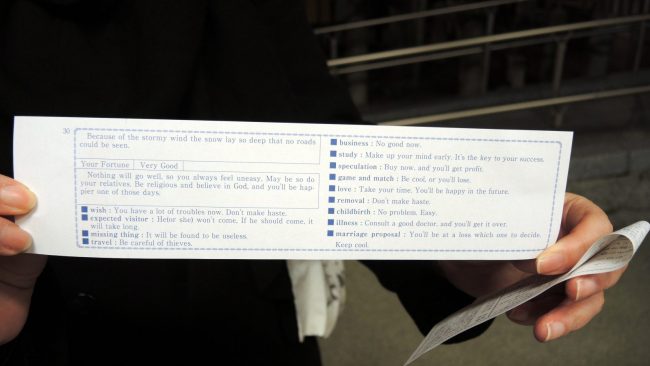 30
Because of the stormy wind the snow lay so deep that no roads
could be seen.
Your Fortune Very Good
Nothing will go well, so you always feel uneasy. May be so do
your relatives. Be religious and believe in God, and you'll be hap-
pier one of those days.
■ wish : You have a lot of troubles now. Don't make haste.
■ expected visitor : He(or she) won't come. If he should come, it
will take long.
■ missing thing : It will be found to be useless.
■ travel : Be careful of thieves.
■ business : No good now.
■ study : Make up your mind early. It's the key to your success.
■ speculation : Buy now, and you'll get profit.
■ game and match : Be cool, or you'll lose.
■ love : Take your time. You'll be happy in the future.
■ removal : Don't make haste.
■ childbirth : No problem. Easy.
■ illness : Consult a good doctor, and you'll get it over.
■ marriage proposal : You'll be at a loss which one to decide.
Keep cool.